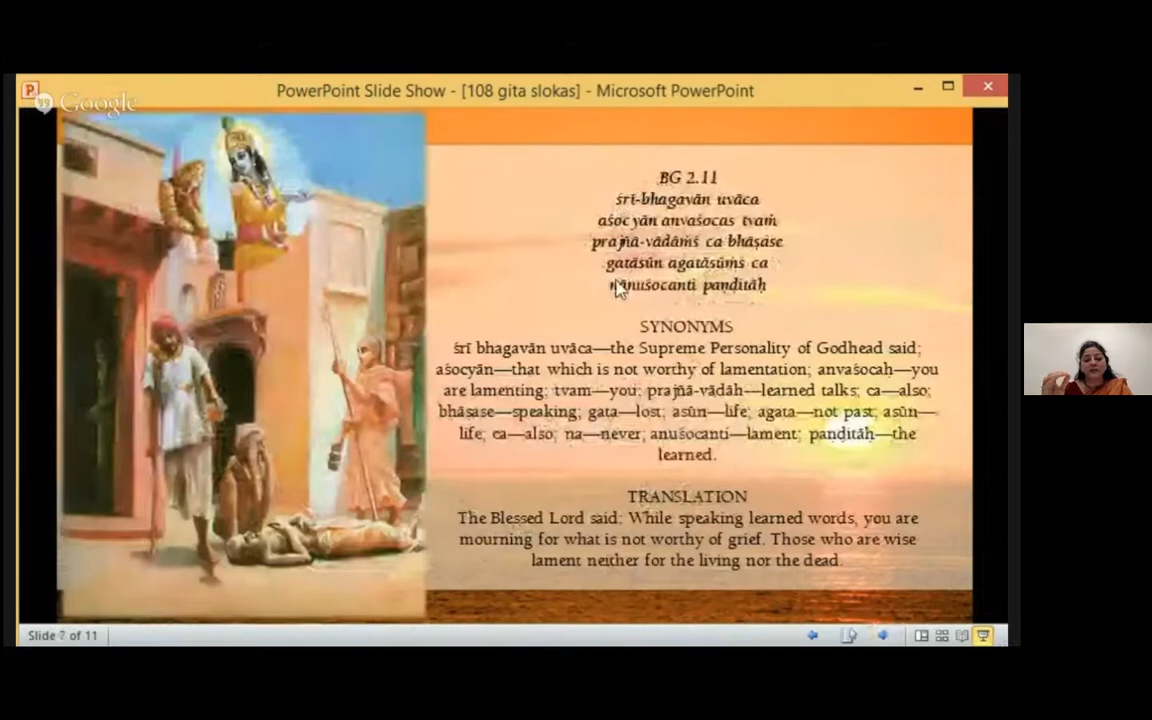 PowerPoint Slide Show - [108 gita slokas] - Microsoft PowerPoint
Google
BG 2.11
śrī-bhagavān uvāca
aśocyān anvaśocas tvaṁ
prajñā-vādāṁś ca bhāṣase
gatāsūn agatāsūṁś ca
nānuśocanti paṇḍitāḥ
SYNONYMS
śrī bhagavān uvāca—the Supreme Personality of Godhead said;
aśocyān—that which is not worthy of lamentation; anvaśocaḥ—you
are lamenting; tvam—you; prajñā-vādāh—learned talks; ca—also;
bhāṣase—speaking; gata—lost; asūn—life; agata—not past; asūn—
life; ca—also; na—never; anuśocanti—lament; paṇḍitāḥ—the
learned.
TRANSLATION
The Blessed Lord said: While speaking learned words, you are
mourning for what is not worthy of grief. Those who are wise
lament neither for the living nor the dead.
Slide 7 of 11